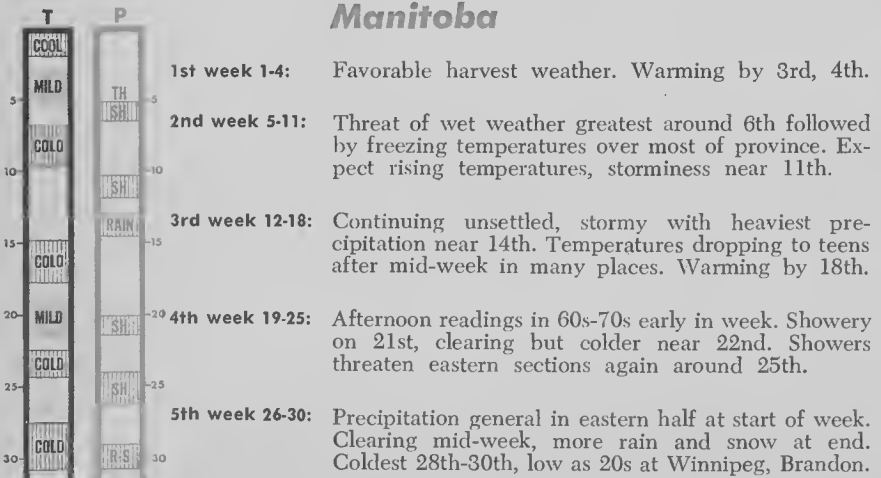 Manitoba
T P
COOL
MILD
TH
5 5
SH
COLD
10 10
SH
RAIN
15 15
COLD
20 20
MILD
SH
COLD
25 25
SH
COLD
R-S
30 30
1st week 1-4: Favorable harvest weather. Warming by 3rd, 4th.
2nd week 5-11: Threat of wet weather greatest around 6th followed
by freezing temperatures over most of province. Ex-
pect rising temperatures, storminess near 11th.
3rd week 12-18: Continuing unsettled, stormy with heaviest pre-
cipitation near 14th. Temperatures dropping to teens
after mid-week in many places. Warming by 18th.
4th week 19-25: Afternoon readings in 60s-70s early in week. Showery
on 21st, clearing but colder near 22nd. Showers
threaten eastern sections again around 25th.
5th week 26-30: Precipitation general in eastern half at start of week.
Clearing mid-week, more rain and snow at end.
Coldest 28th-30th, low as 20s at Winnipeg, Brandon.